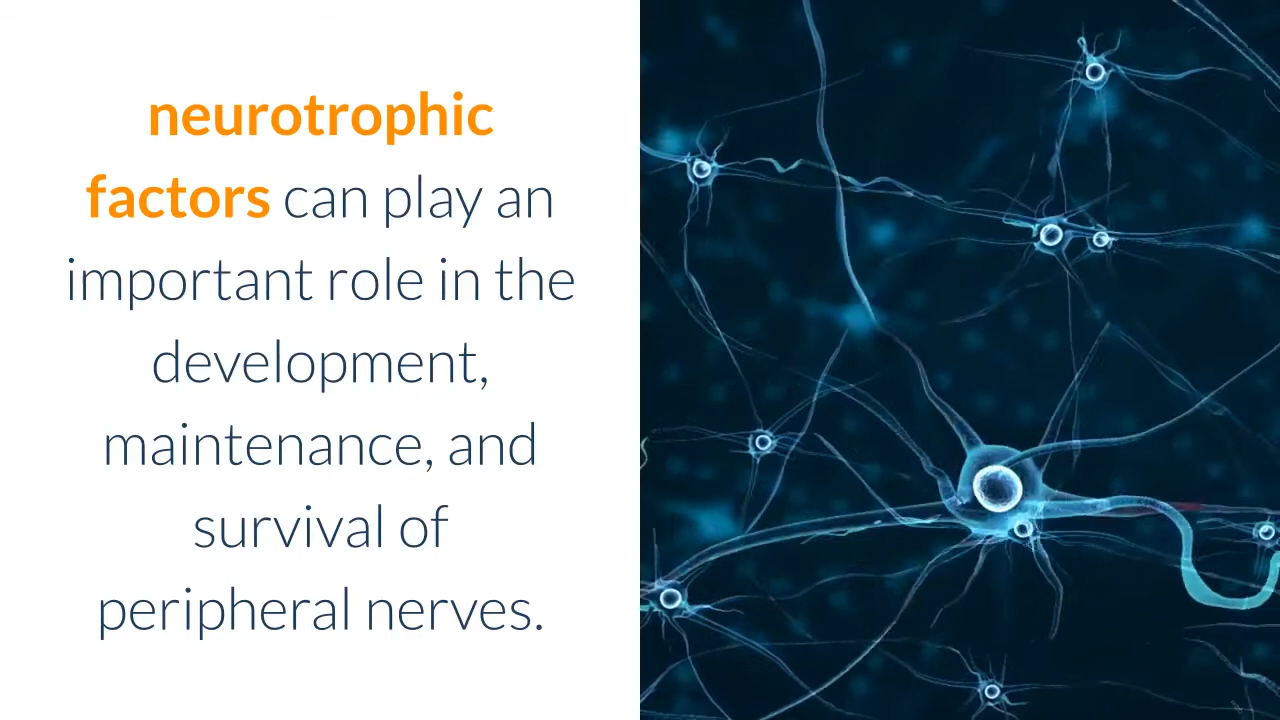 neurotrophic
factors can play an
important role in the
development,
maintenance, and
survival of
peripheral nerves.